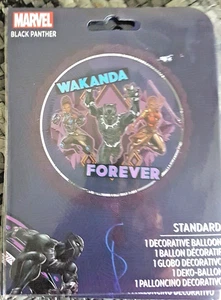 MARVEL
BLACK PANTHER
WAKANDA
FOREVER
STANDARD
1 DECORATIVE BALLOON
1 BALLON DÉCORATIF
1 GLOBO DECORATIVO
1 DEKO-BALLON
1 PALLONCINO DECORATIVO